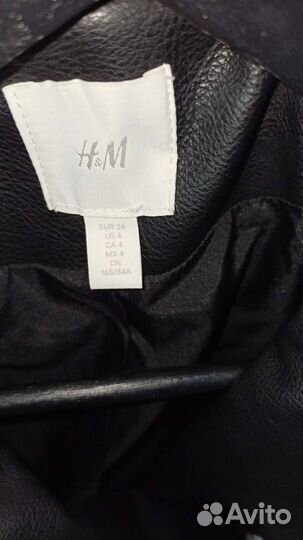 H&M
EUR 36
US 4
CA 4
MX 4
CN
165/84A
Avito